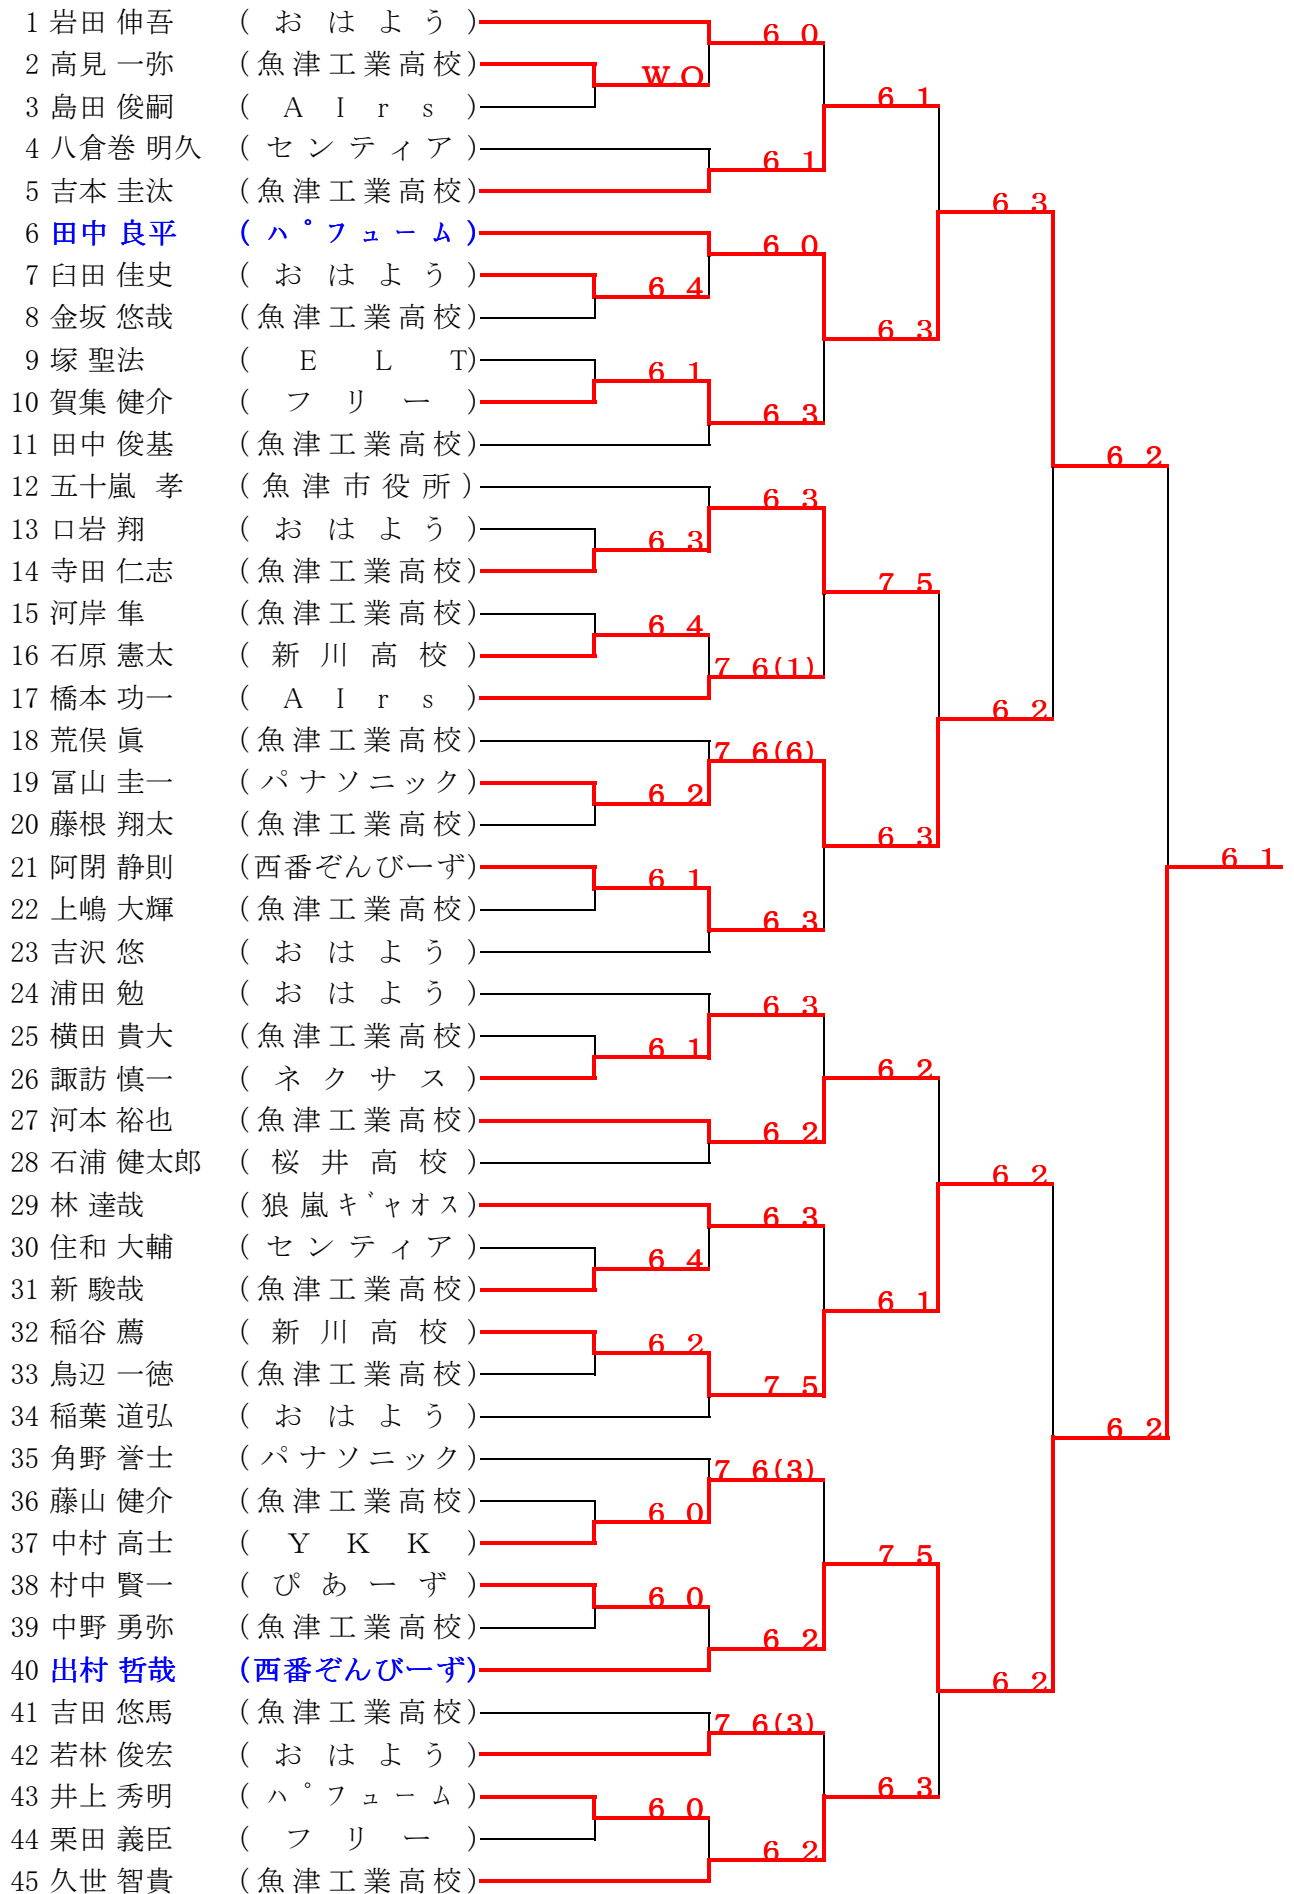 1 岩田 伸吾 (おはよう)
6 0
2 高見 一弥 (魚津工業高校)
W.O
3 島田 俊嗣 (AIrs)
6 1
4 八倉巻 明久 (センティア)
6 1
5 吉本 圭汰 (魚津工業高校)
6 3
6 田中 良平 (パフューム)
6 0
7 臼田 佳史 (おはよう)
6 4
8 金坂 悠哉 (魚津工業高校)
6 3
9 塚 聖法 (ELT)
6 1
10 賀集 健介 (フリー)
6 3
11 田中 俊基 (魚津工業高校)
6 2
12 五十嵐 孝 (魚津市役所)
6 3
13 口岩 翔 (おはよう)
6 3
14 寺田 仁志 (魚津工業高校)
7 5
15 河岸 隼 (魚津工業高校)
6 4
16 石原 憲太 (新川高校)
7 6(1)
17 橋本 功一 (AIrs)
6 2
18 荒俣 眞 (魚津工業高校)
7 6(6)
19 冨山 圭一 (パナソニック)
6 2
20 藤根 翔太 (魚津工業高校)
6 3
21 阿閉 静則 (西番ぞんびーず)
6 1
6 1
22 上嶋 大輝 (魚津工業高校)
6 3
23 吉沢 悠 (おはよう)
24 浦田 勉 (おはよう)
6 3
25 横田 貴大 (魚津工業高校)
6 1
26 諏訪 慎一 (ネクサス)
6 2
27 河本 裕也 (魚津工業高校)
6 2
28 石浦 健太郎 (桜井高校)
6 2
29 林 達哉 (狼嵐ギャオス)
6 3
30 住和 大輔 (センティア)
6 4
31 新 駿哉 (魚津工業高校)
6 1
32 稲谷 薫 (新川高校)
6 2
33 鳥辺 一徳 (魚津工業高校)
7 5
34 稲葉 道弘 (おはよう)
6 2
35 角野 誉士 (パナソニック)
7 6(3)
36 藤山 健介 (魚津工業高校)
6 0
37 中村 高士 (YKK)
7 5
38 村中 賢一 (ぴあーず)
6 0
39 中野 勇弥 (魚津工業高校)
6 2
40 出村 哲哉 (西番ぞんびーず)
6 2
41 吉田 悠馬 (魚津工業高校)
7 6(3)
42 若林 俊宏 (おはよう)
6 3
43 井上 秀明 (パフューム)
6 0
44 栗田 義臣 (フリー)
6 2
45 久世 智貴 (魚津工業高校)